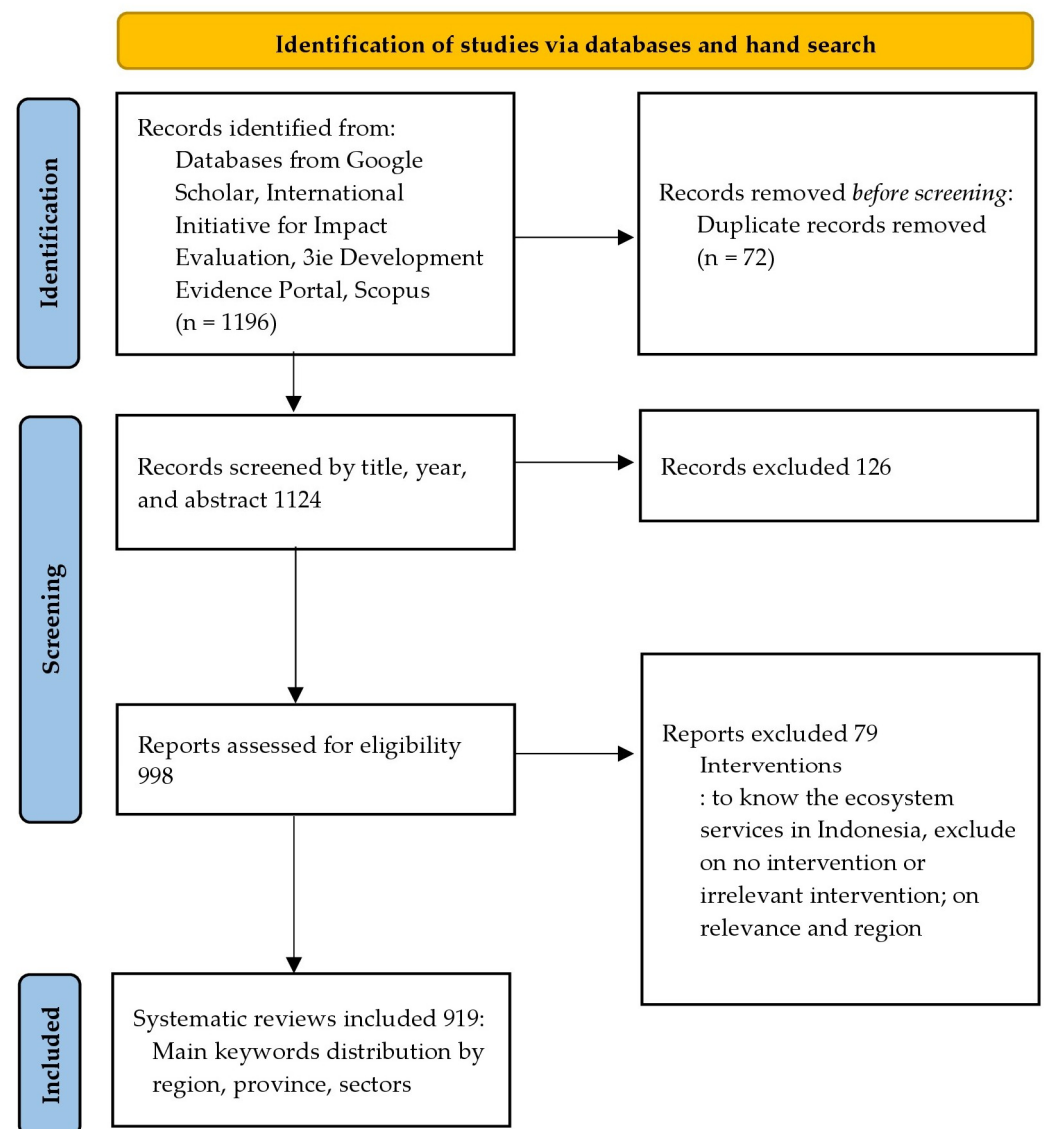 Identification of studies via databases and hand search
Identification
Records identified from:
Databases from Google
Scholar, International
Initiative for Impact
Evaluation, 3ie Development
Evidence Portal, Scopus
(n = 1196)
Records removed before screening:
Duplicate records removed
(n = 72)
Screening
Records screened by title, year,
and abstract 1124
Records excluded 126
Reports assessed for eligibility
998
Reports excluded 79
Interventions
: to know the ecosystem
services in Indonesia, exclude
on no intervention or
irrelevant intervention; on
relevance and region
Included
Systematic reviews included 919:
Main keywords distribution by
region, province, sectors